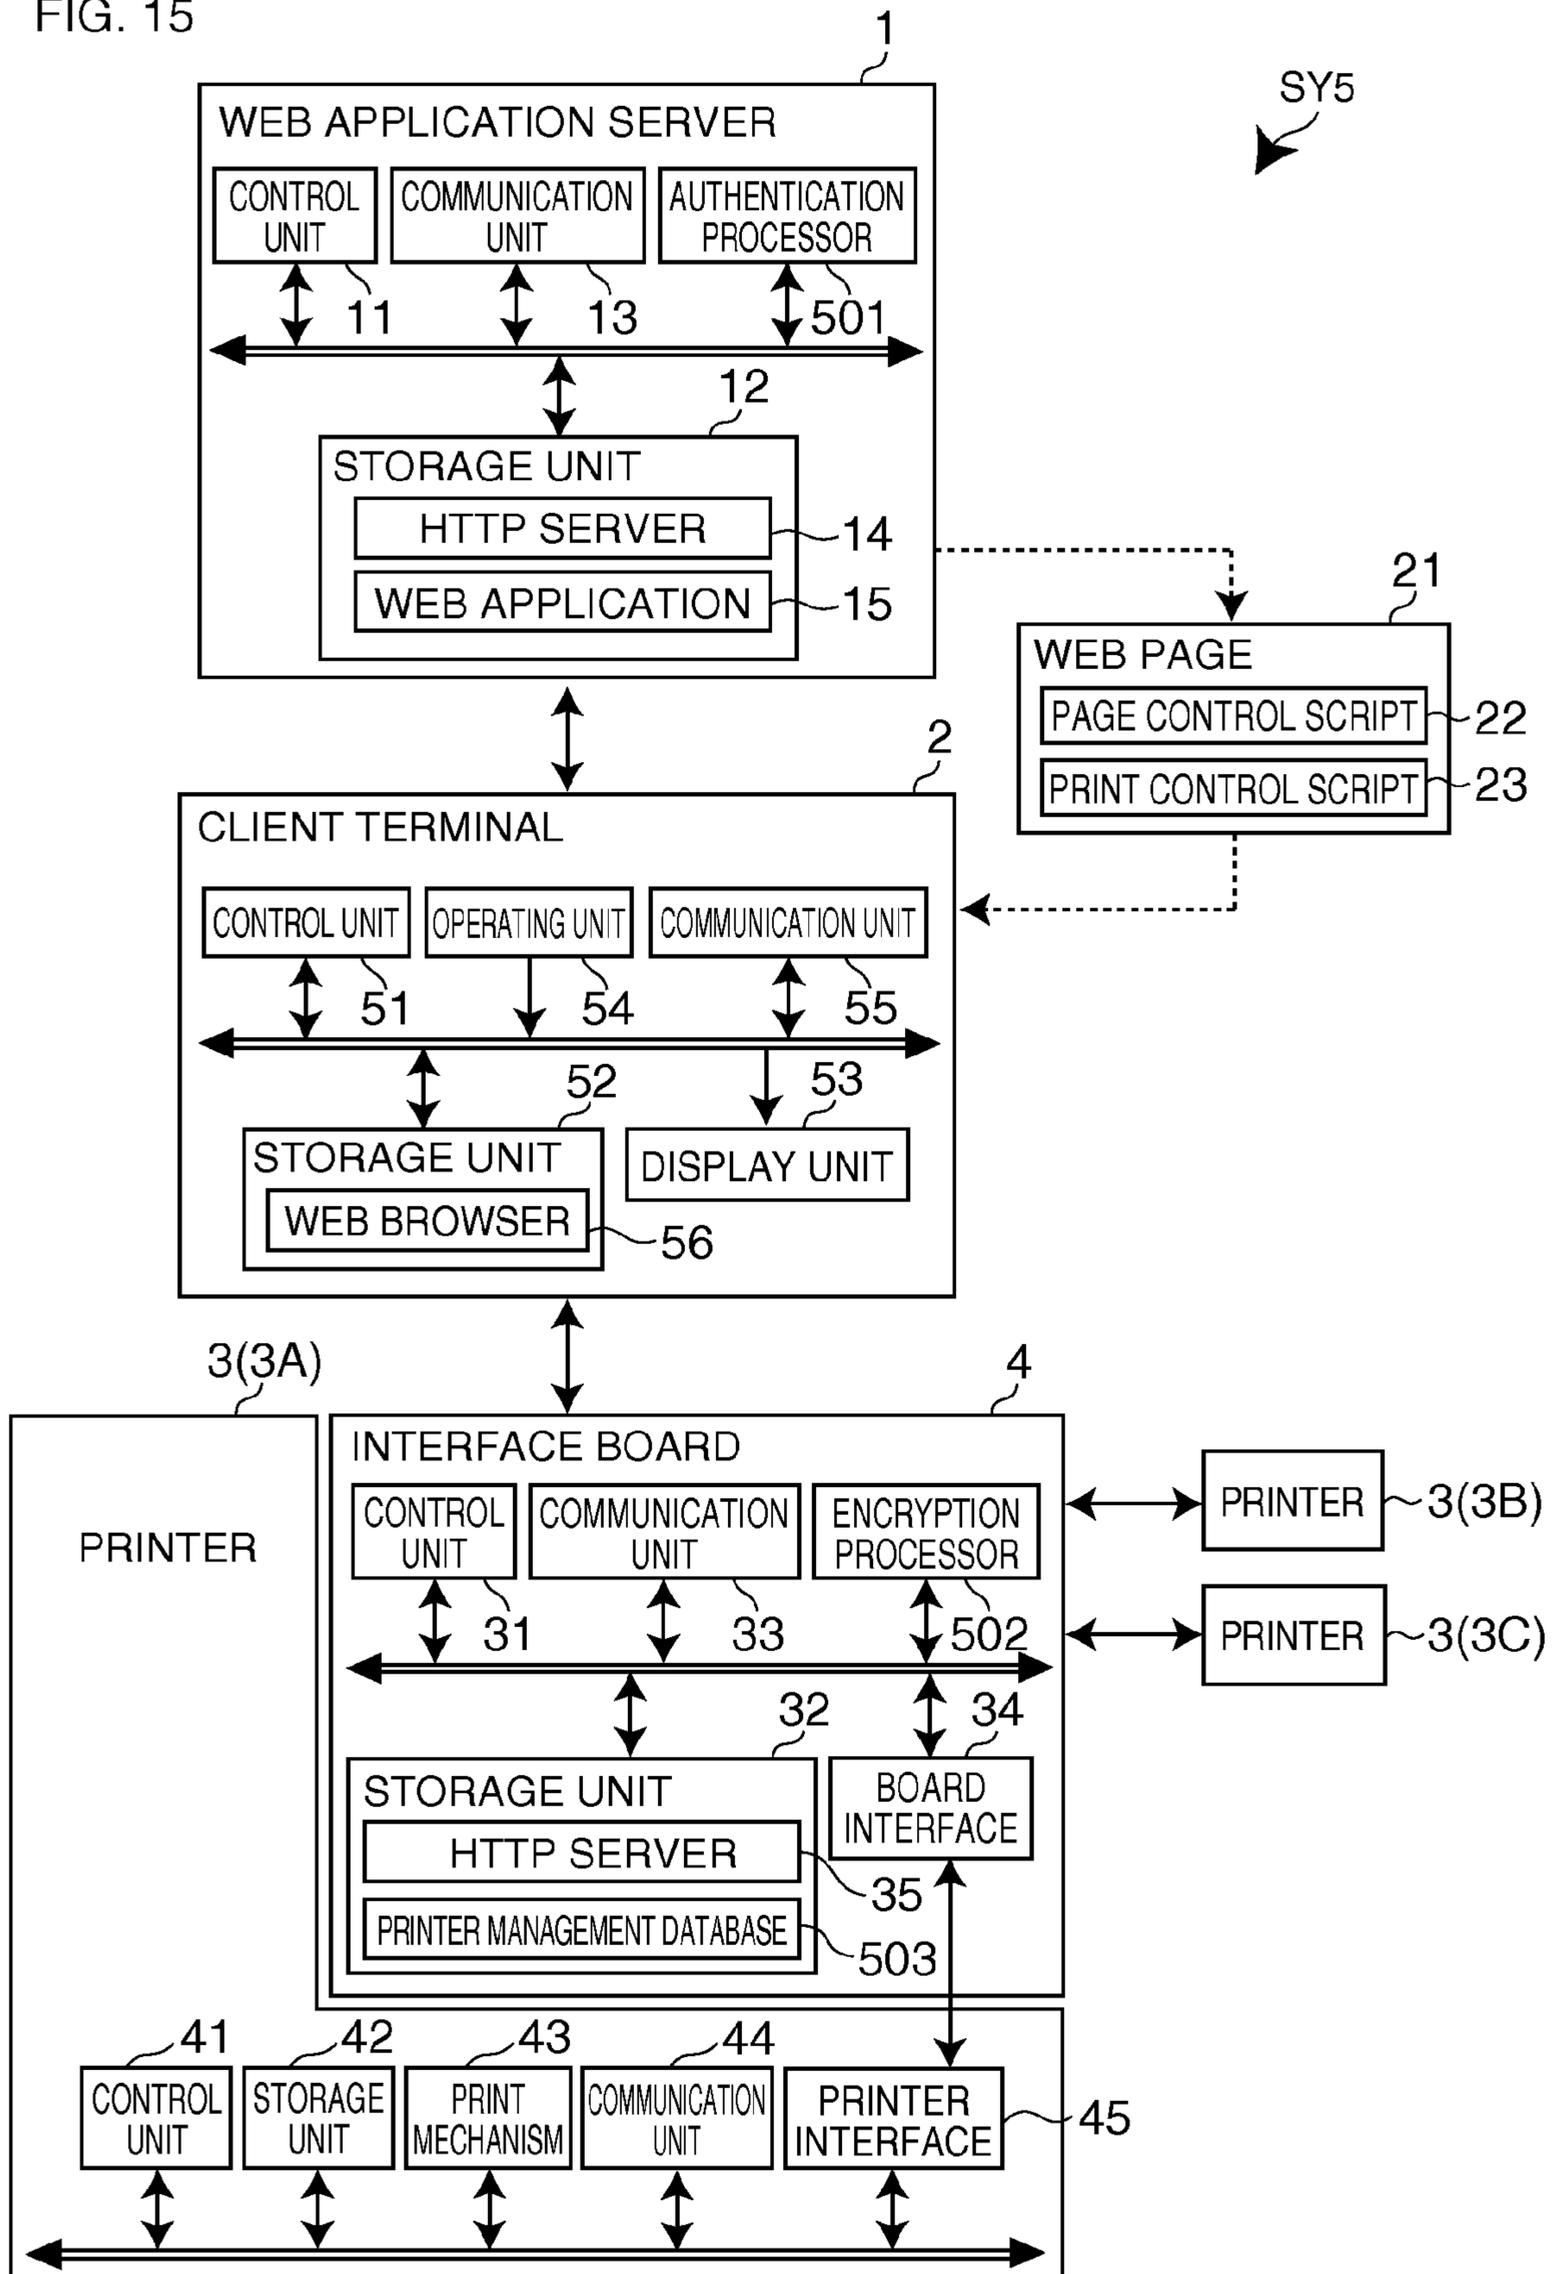 FIG. 15
1
SY5
WEB APPLICATION SERVER
CONTROL
UNIT
COMMUNICATION
UNIT
AUTHENTICATION
PROCESSOR
11
13
501
12
STORAGE UNIT
HTTP SERVER
14
WEB APPLICATION
15
21
WEB PAGE
PAGE CONTROL SCRIPT
22
PRINT CONTROL SCRIPT
23
2
CLIENT TERMINAL
CONTROL UNIT
OPERATING UNIT
COMMUNICATION UNIT
51
54
55
52
53
STORAGE UNIT
WEB BROWSER
56
DISPLAY UNIT
3(3A)
4
PRINTER
INTERFACE BOARD
CONTROL
UNIT
COMMUNICATION
UNIT
ENCRYPTION
PROCESSOR
31
33
502
PRINTER
3(3B)
PRINTER
3(3C)
32
34
STORAGE UNIT
HTTP SERVER
35
PRINTER MANAGEMENT DATABASE
503
BOARD
INTERFACE
41
42
43
44
CONTROL
UNIT
STORAGE
UNIT
PRINT
MECHANISM
COMMUNICATION
UNIT
PRINTER
INTERFACE
45